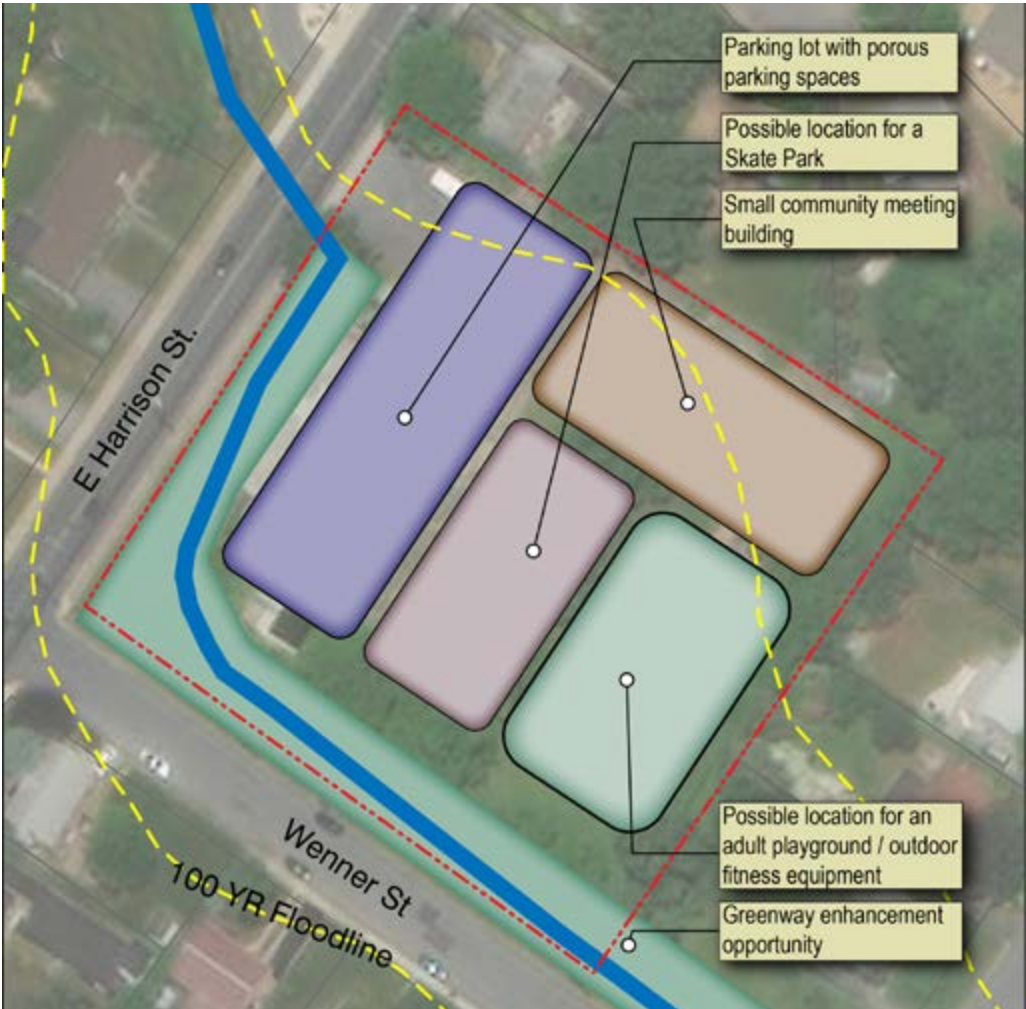 Parking lot with porous
parking spaces
Possible location for a
Skate Park
Small community meeting
building
E Harrison St.
Wenner St
100 YR Floodline
Possible location for an
adult playground / outdoor
fitness equipment
Greenway enhancement
opportunity